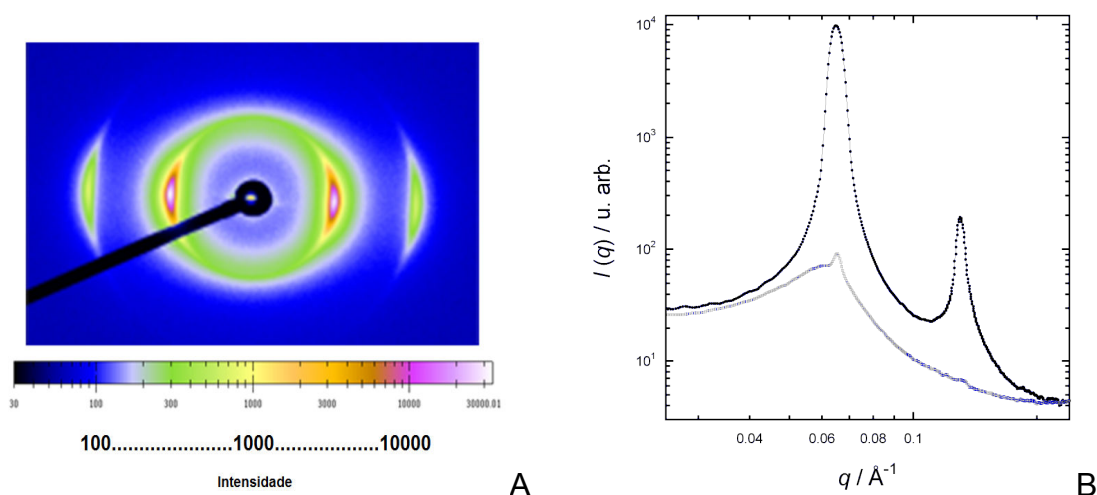 30 100 300 1000 3000 10000 30000.01
100.......................1000...................10000
Intensidade
A
10⁴
10³
10²
10¹
I (q) / u. arb.
0.04 0.06 0.08 0.1
q / Å⁻¹
B